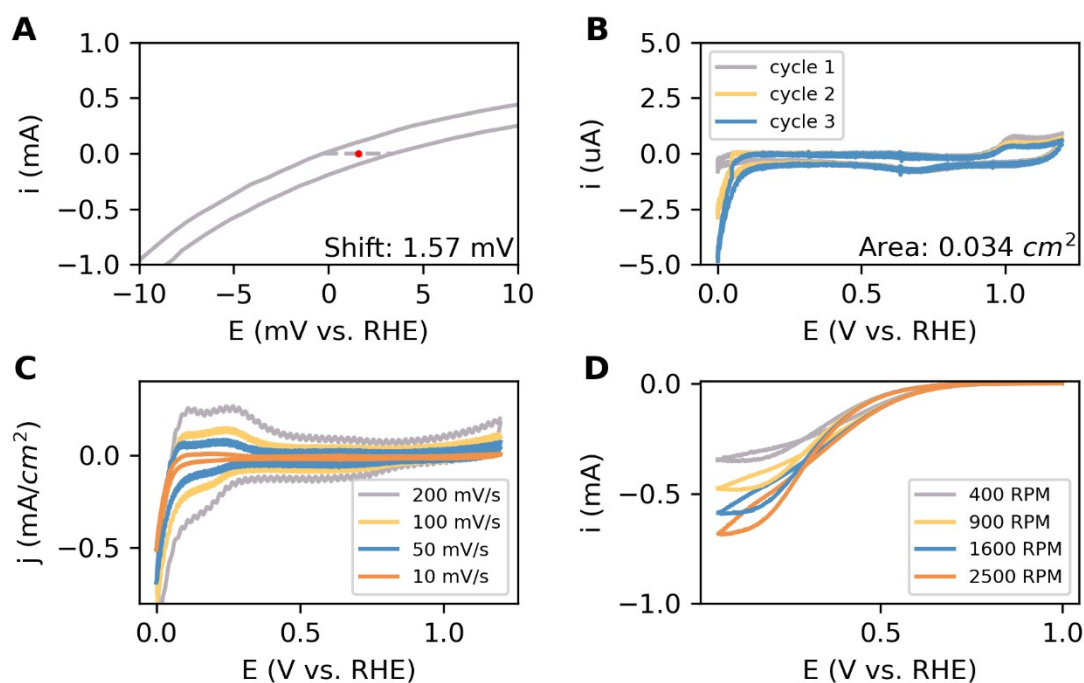 A
1.0
0.5
0.0
−0.5
−1.0
i (mA)
Shift: 1.57 mV
−10 −5 0 5 10
E (mV vs. RHE)
B
5.0
2.5
0.0
−2.5
−5.0
i (uA)
cycle 1
cycle 2
cycle 3
Area: 0.034 cm²
0.0 0.5 1.0
E (V vs. RHE)
C
0.0
−0.5
j (mA/cm²)
200 mV/s
100 mV/s
50 mV/s
10 mV/s
0.0 0.5 1.0
E (V vs. RHE)
D
0.0
−0.5
−1.0
i (mA)
400 RPM
900 RPM
1600 RPM
2500 RPM
0.5 1.0
E (V vs. RHE)